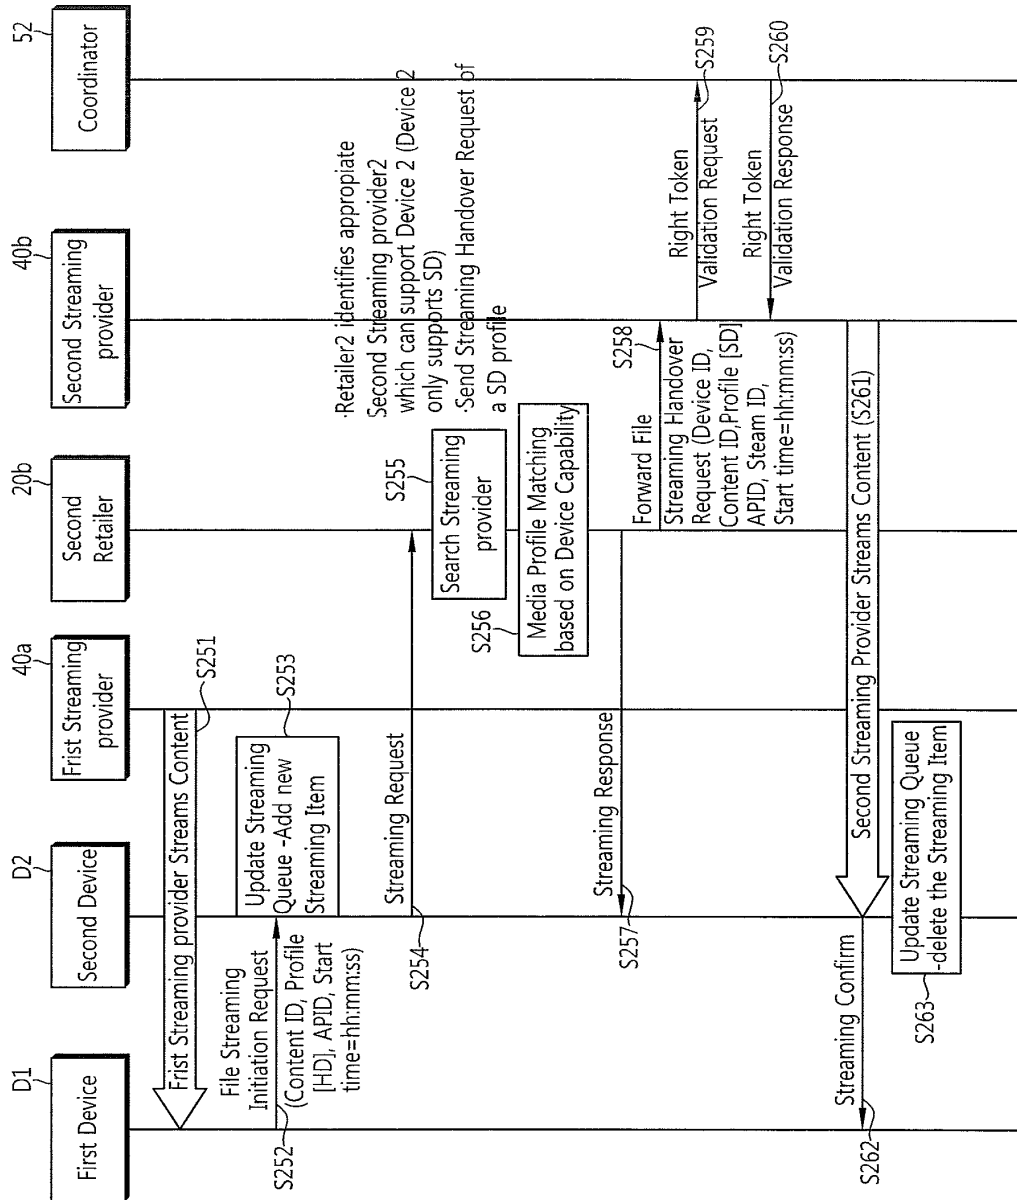 D1
First Device
D2
Second Device
40a
Frist Streaming
provider
20b
Second
Retailer
40b
Second Streaming
provider
52
Coordinator
Frist Streaming provider Streams Content
S251
File Streaming
Initiation Request
(Content ID, Profile
[HD], APID, Start
time=hh:mm:ss)
S252
Update Streaming
Queue -Add new
Streaming Item
S253
Streaming Request
S254
Search Streaming
provider
S255
·Retailer2 identifies appropiate
Second Streaming provider2
which can support Device 2 (Device 2
only supports SD)
·Send Streaming Handover Request of
a SD profile
Media Profile Matching
based on Device Capability
S256
Streaming Response
S257
Forward File
Streaming Handover
Request (Device ID,
Content ID,Profile [SD]
APID, Steam ID,
Start time=hh:mm:ss)
S258
Right Token
Validation Request
S259
Right Token
Validation Response
S260
Second Streaming Provider Streams Content (S261)
Streaming Confirm
S262
Update Streaming Queue
-delete the Streaming Item
S263